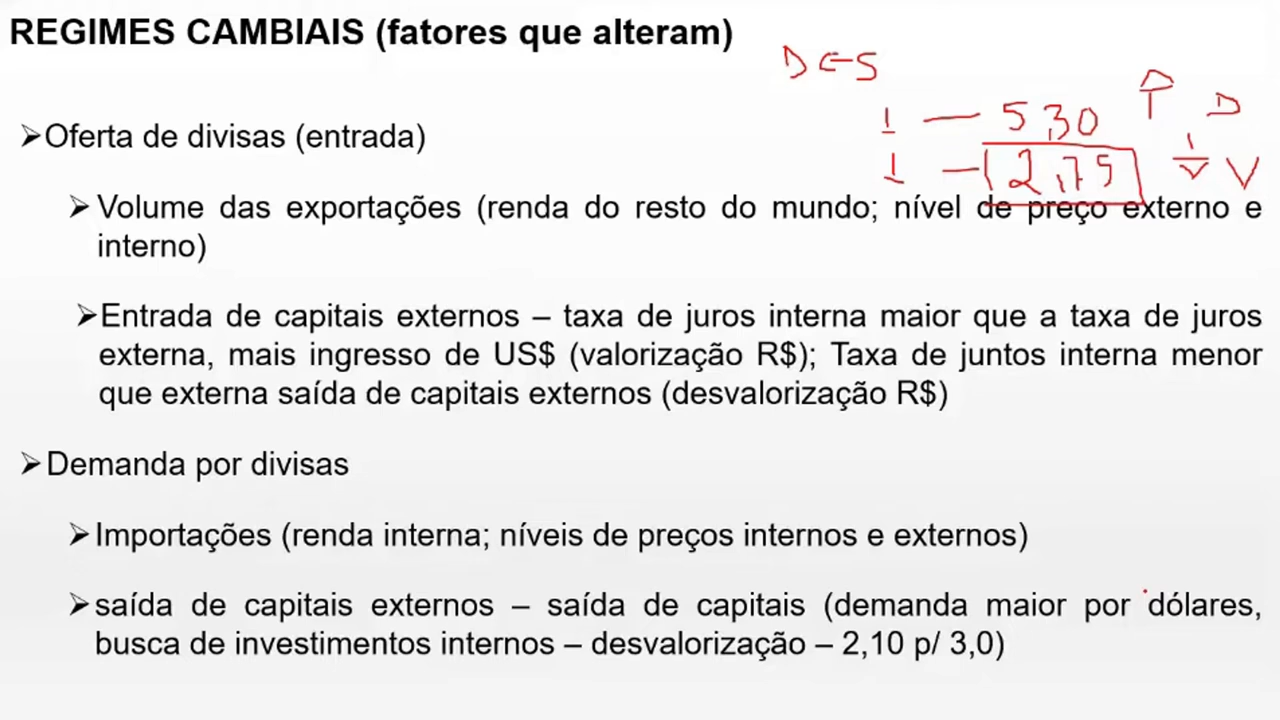 REGIMES CAMBIAIS (fatores que alteram)
D ← S
1 — 5,30 D
1 — 2,75 V
➢Oferta de divisas (entrada)
➢Volume das exportações (renda do resto do mundo; nível de preço externo e
interno)
➢Entrada de capitais externos – taxa de juros interna maior que a taxa de juros
externa, mais ingresso de US$ (valorização R$); Taxa de juntos interna menor
que externa saída de capitais externos (desvalorização R$)
➢Demanda por divisas
➢Importações (renda interna; níveis de preços internos e externos)
➢saída de capitais externos – saída de capitais (demanda maior por dólares,
busca de investimentos internos – desvalorização – 2,10 p/ 3,0)